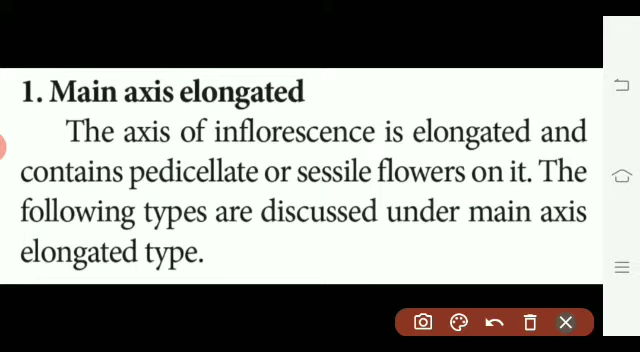 1. Main axis elongated
The axis of inflorescence is elongated and
contains pedicellate or sessile flowers on it. The
following types are discussed under main axis
elongated type.